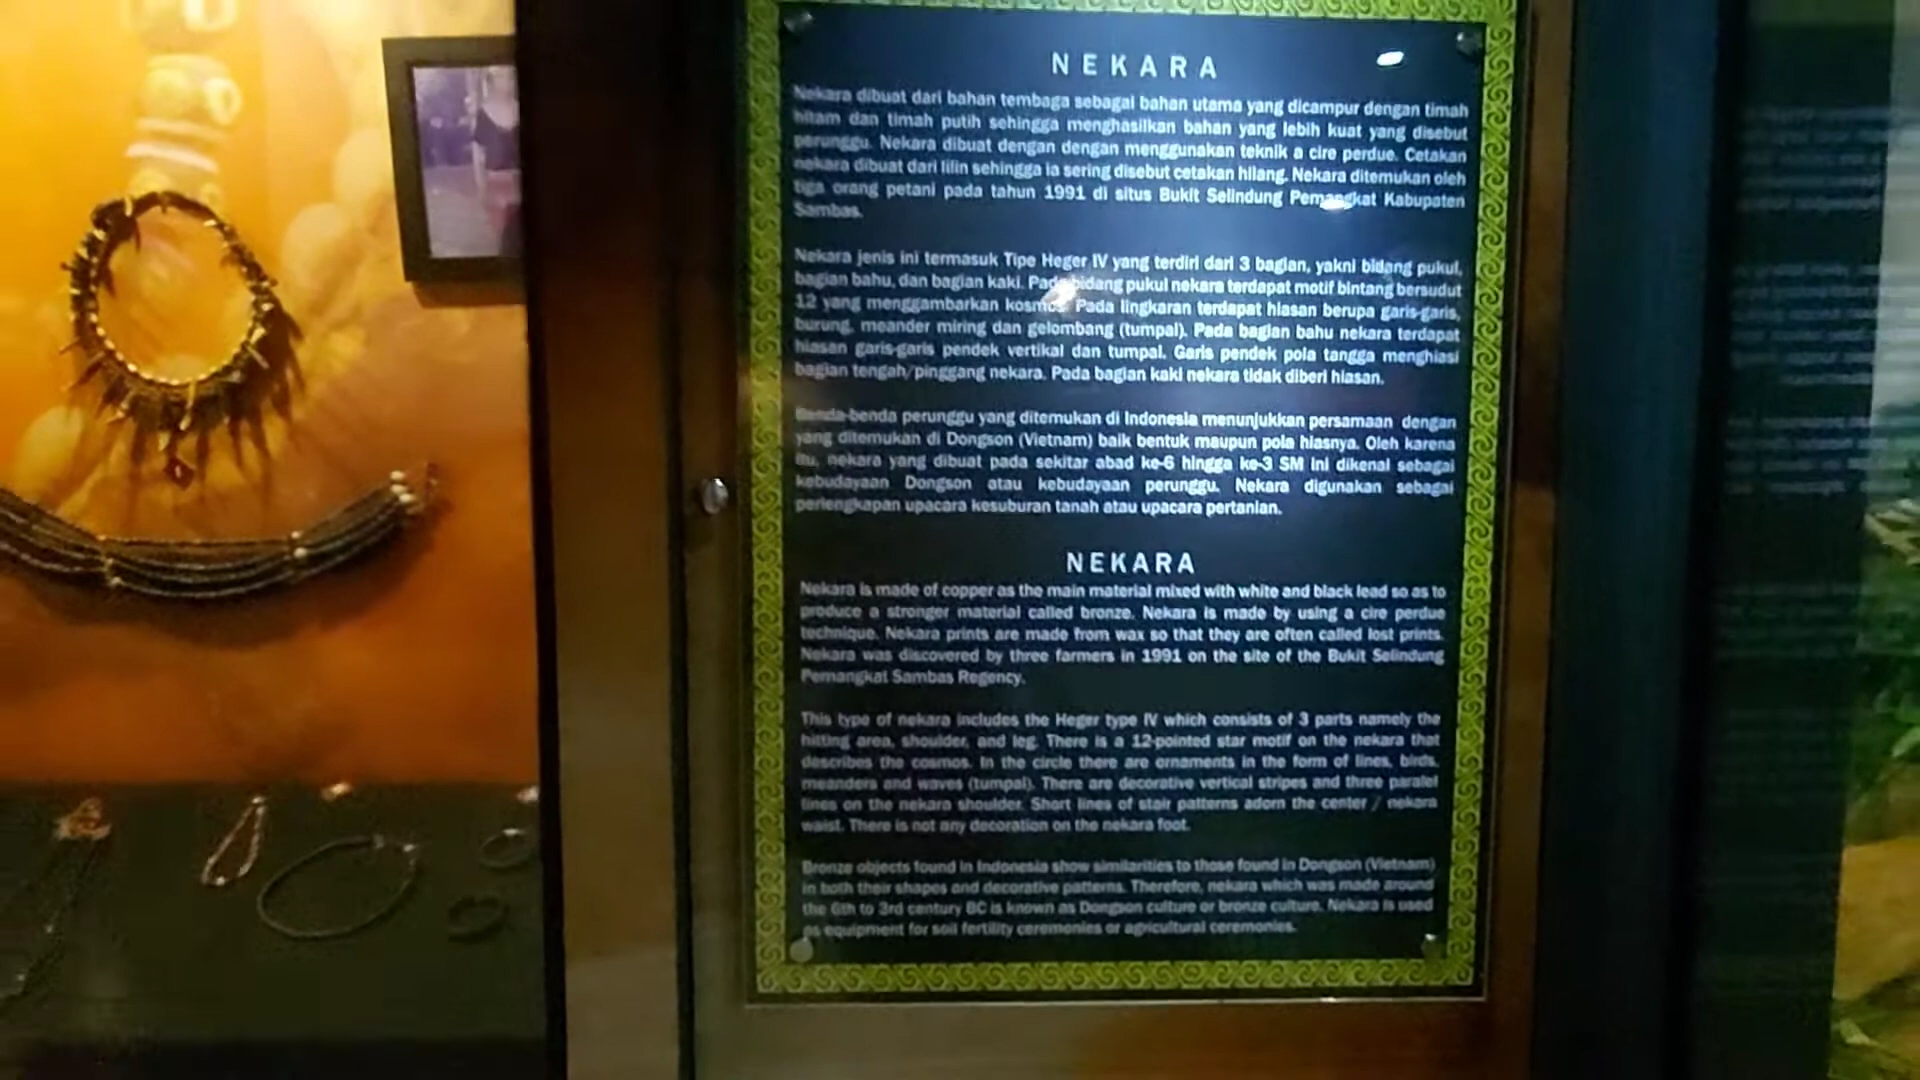 NEKARA
Nekara dibuat dari bahan tembaga sebagai bahan utama yang dicampur dengan timah
hitam dan timah putih sehingga menghasilkan bahan yang lebih kuat yang disebut
perunggu. Nekara dibuat dengan dengan menggunakan teknik a cire perdue. Cetakan
nekara dibuat dari lilin sehingga ia sering disebut cetakan hilang. Nekara ditemukan oleh
tiga orang petani pada tahun 1991 di situs Bukit Selindung Pemangkat Kabupaten
Sambas.
Nekara jenis ini termasuk Tipe Heger IV yang terdiri dari 3 bagian, yakni bidang pukul,
bagian bahu, dan bagian kaki. Pada bidang pukul nekara terdapat motif bintang bersudut
12 yang menggambarkan kosmos. Pada lingkaran terdapat hiasan berupa garis-garis,
burung, meander miring dan gelombang (tumpal). Pada bagian bahu nekara terdapat
hiasan garis-garis pendek vertikal dan tumpal. Garis pendek pola tangga menghiasi
bagian tengah/pinggang nekara. Pada bagian kaki nekara tidak diberi hiasan.
Benda-benda perunggu yang ditemukan di Indonesia menunjukkan persamaan dengan
yang ditemukan di Dongson (Vietnam) baik bentuk maupun pola hiasnya. Oleh karena
itu, nekara yang dibuat pada sekitar abad ke-6 hingga ke-3 SM ini dikenal sebagai
kebudayaan Dongson atau kebudayaan perunggu. Nekara digunakan sebagai
perlengkapan upacara kesuburan tanah atau upacara pertanian.
NEKARA
Nekara is made of copper as the main material mixed with white and black lead so as to
produce a stronger material called bronze. Nekara is made by using a cire perdue
technique. Nekara prints are made from wax so that they are often called lost prints.
Nekara was discovered by three farmers in 1991 on the site of the Bukit Selindung
Pemangkat Sambas Regency.
This type of nekara includes the Heger type IV which consists of 3 parts namely the
hitting area, shoulder, and leg. There is a 12-pointed star motif on the nekara that
describes the cosmos. In the circle there are ornaments in the form of lines, birds,
meanders and waves (tumpal). There are decorative vertical stripes and three paralel
lines on the nekara shoulder. Short lines of stair patterns adorn the center / nekara
waist. There is not any decoration on the nekara foot.
Bronze objects found in Indonesia show similarities to those found in Dongson (Vietnam)
in both their shapes and decorative patterns. Therefore, nekara which was made around
the 6th to 3rd century BC is known as Dongson culture or bronze culture. Nekara is used
as equipment for soil fertility ceremonies or agricultural ceremonies.